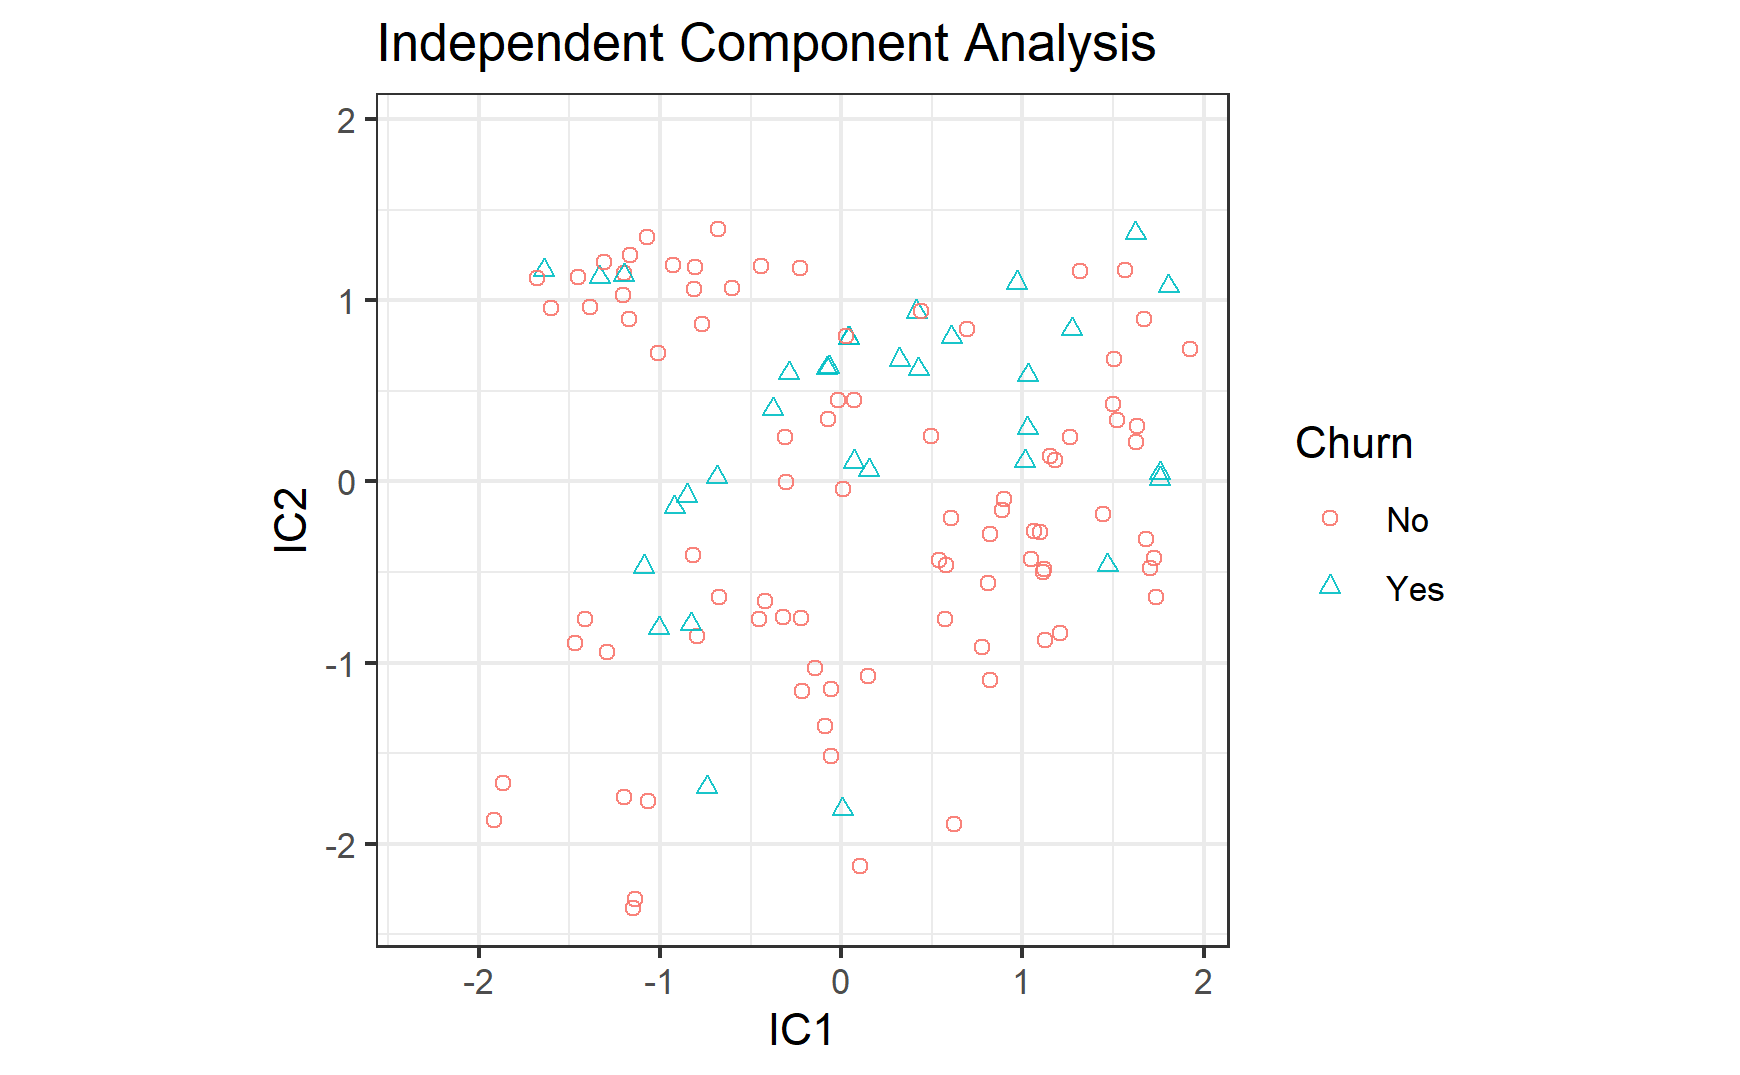 Independent Component Analysis
2
1
0
-1
-2
IC2
-2
-1
0
1
2
IC1
Churn
No
Yes